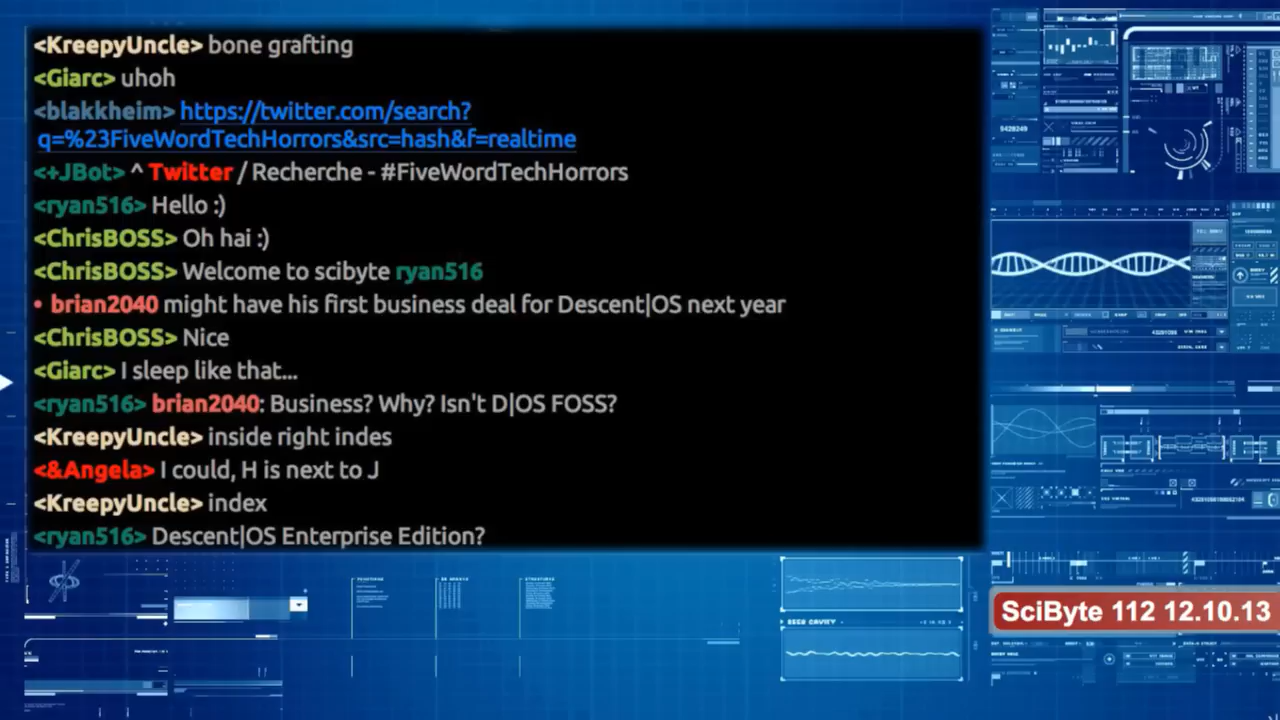 <KreepyUncle> bone grafting
<Giarc> uhoh
<blakkheim> https://twitter.com/search?
q=%23FiveWordTechHorrors&src=hash&f=realtime
<+JBot> ^ Twitter / Recherche - #FiveWordTechHorrors
<ryan516> Hello :)
<ChrisBOSS> Oh hai :)
<ChrisBOSS> Welcome to scibyte ryan516
• brian2040 might have his first business deal for Descent|OS next year
<ChrisBOSS> Nice
<Giarc> I sleep like that...
<ryan516> brian2040: Business? Why? Isn't D|OS FOSS?
<KreepyUncle> inside right indes
<&Angela> I could, H is next to J
<KreepyUncle> index
<ryan516> Descent|OS Enterprise Edition?
5428249
SciByte 112 12.10.13